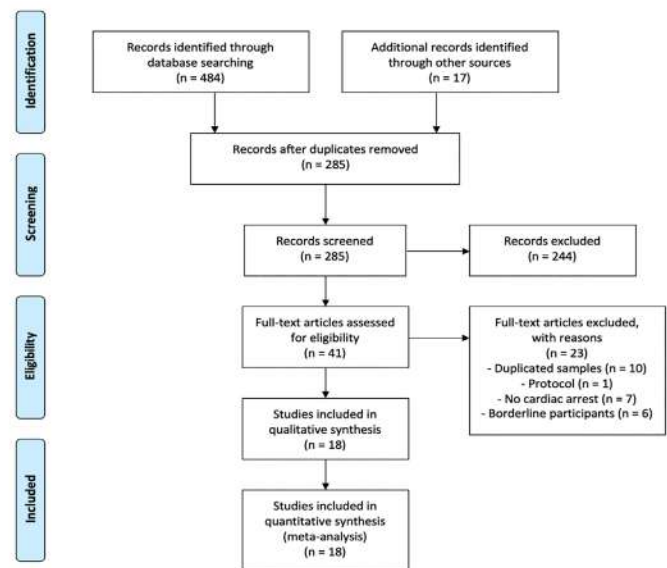 Identification
Records identified through
database searching
(n = 484)
Additional records identified
through other sources
(n = 17)
Records after duplicates removed
(n = 285)
Screening
Records screened
(n = 285)
Records excluded
(n = 244)
Eligibility
Full-text articles assessed
for eligibility
(n = 41)
Full-text articles excluded,
with reasons
(n = 23)
- Duplicated samples (n = 10)
- Protocol (n = 1)
- No cardiac arrest (n = 7)
- Borderline participants (n = 6)
Studies included in
qualitative synthesis
(n = 18)
Included
Studies included in
quantitative synthesis
(meta-analysis)
(n = 18)